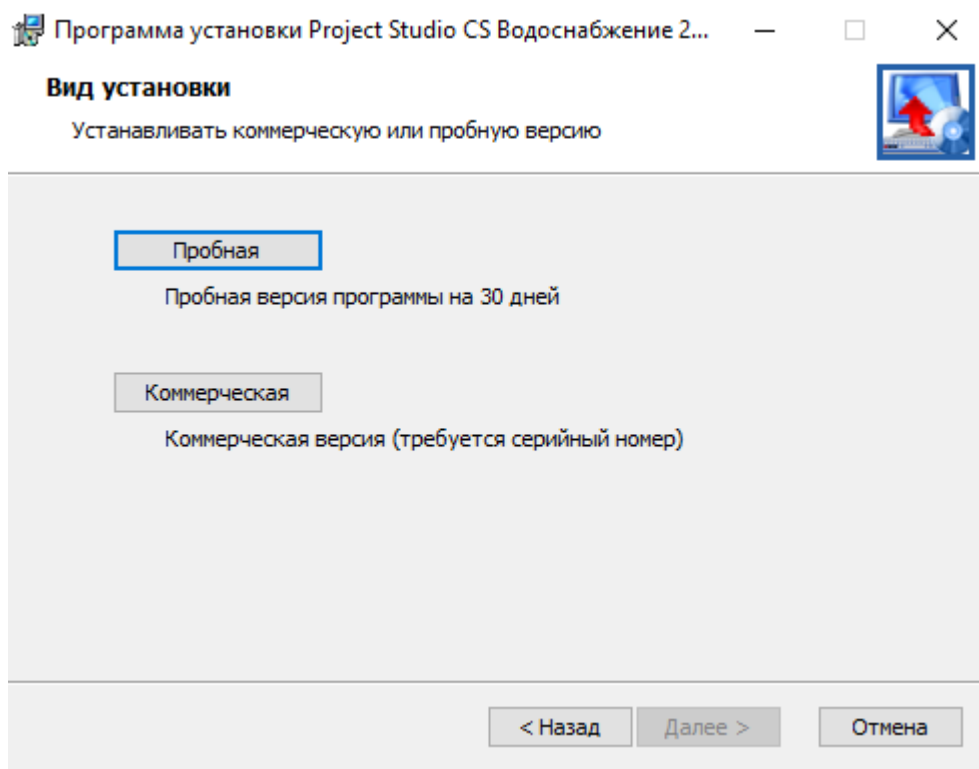 Программа установки Project Studio CS Водоснабжение 2...
Вид установки
Устанавливать коммерческую или пробную версию
Пробная
Пробная версия программы на 30 дней
Коммерческая
Коммерческая версия (требуется серийный номер)
< Назад
Далее >
Отмена